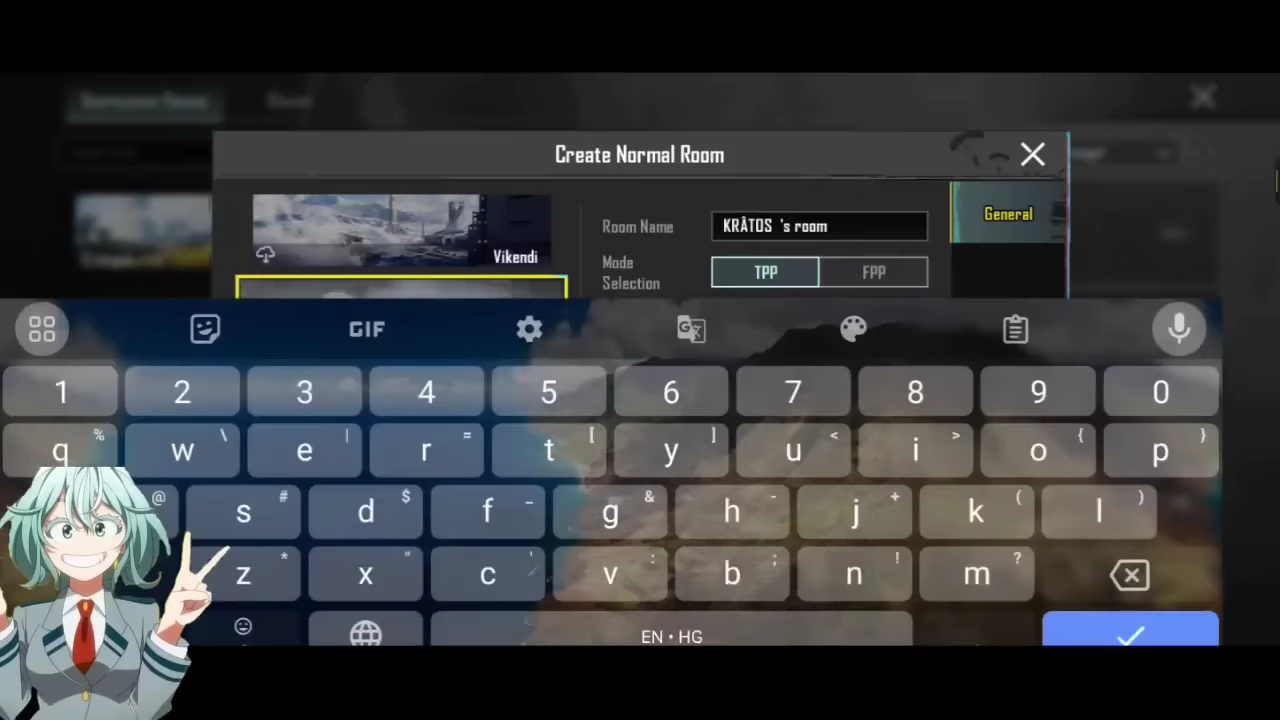 Create Normal Room
General
Room Name KRÂTOS 's room
Vikendi
Mode
Selection
TPP FPP
GIF
1 2 3 4 5 6 7 8 9 0
% \ | = [ ] < > { }
q w e r t y u i o p
@ # $ _ & - + ( )
s d f g h j k l
* " ' : ; ! ?
z x c v b n m
EN • HG